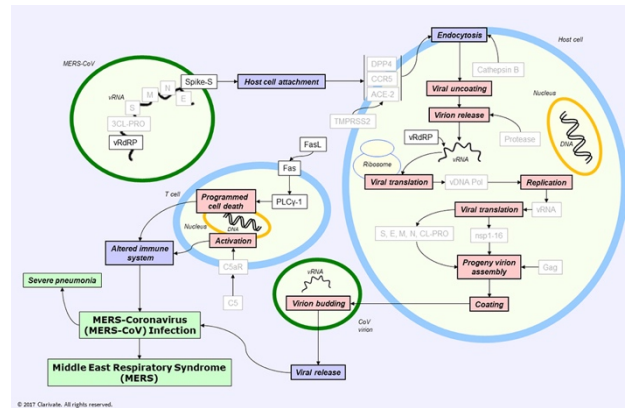 MERS-CoV
vRNA
S
M
N
E
Spike-S
3CL-PRO
vRdRP
Host cell attachment
DPP4
CCR5
ACE-2
TMPRSS2
Endocytosis
Host cell
Cathepsin B
Viral uncoating
Virion release
Protease
Nucleus
DNA
vRdRP
vRNA
Ribosome
Viral translation
vDNA Pol
Replication
Viral translation
vRNA
S, E, M, N, CL-PRO
nsp1-16
Progeny virion
assembly
Gag
Coating
FasL
Fas
PLCγ-1
T cell
Programmed
cell death
Nucleus
DNA
Activation
C5aR
C5
Altered immune
system
Severe pneumonia
MERS-Coronavirus
(MERS-CoV) Infection
Middle East Respiratory Syndrome
(MERS)
vRNA
Virion budding
CoV
virion
Viral release
© 2017 Clarivate. All rights reserved.